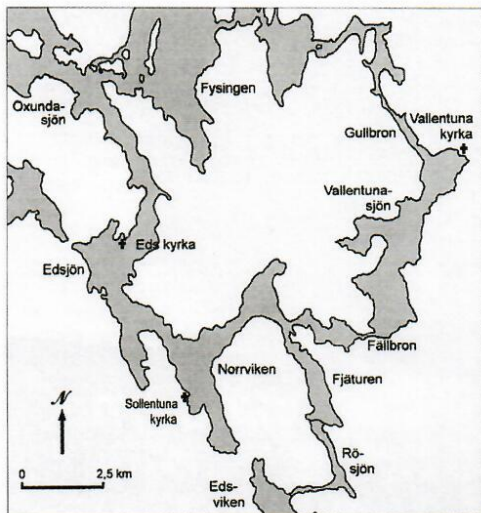 Oxunda-
sjön
Fysingen
Gullbron
Vallentuna
kyrka
Vallentuna-
sjön
Eds kyrka
Edsjön
Fällbron
Norrviken
Fjäturen
Sollentuna
kyrka
N
0 2,5 km
Rö-
sjön
Eds-
viken